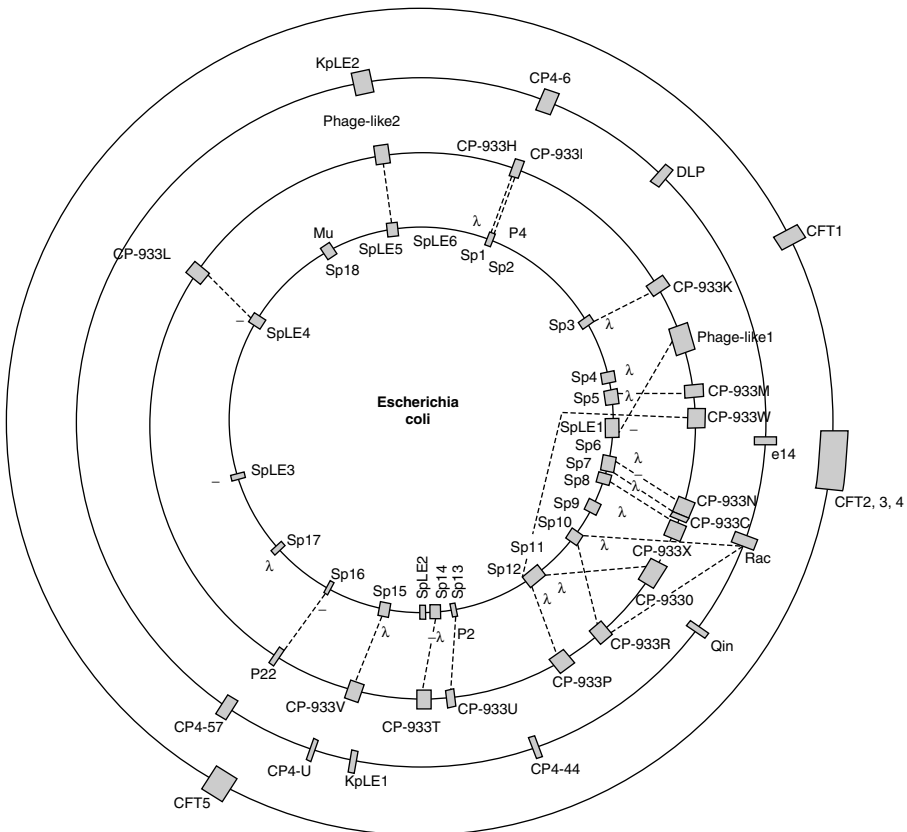 KpLE2
CP4-6
Phage-like2
CP-933H
CP-933I
DLP
CFT1
λ
P4
Mu
SpLE5
SpLE6
Sp1
Sp2
Sp18
CP-933L
CP-933K
–
SpLE4
Sp3
λ
Phage-like1
Sp4
λ
Sp5
λ
CP-933M
Escherichia
coli
CP-933W
SpLE1
–
Sp6
e14
Sp7
λ
Sp8
–
λ
SpLE3
–
CP-933N
CFT2, 3, 4
Sp9
λ
CP-933C
Sp10
Sp17
λ
Sp11
λ
CP-933X
Rac
Sp12
Sp16
Sp15
SpLE2
Sp14
Sp13
λ
λ
CP-9330
–
λ
–λ
P2
Qin
CP-933R
P22
CP-933P
CP-933V
CP-933T
CP-933U
CP4-57
CP4-U
KpLE1
CP4-44
CFT5